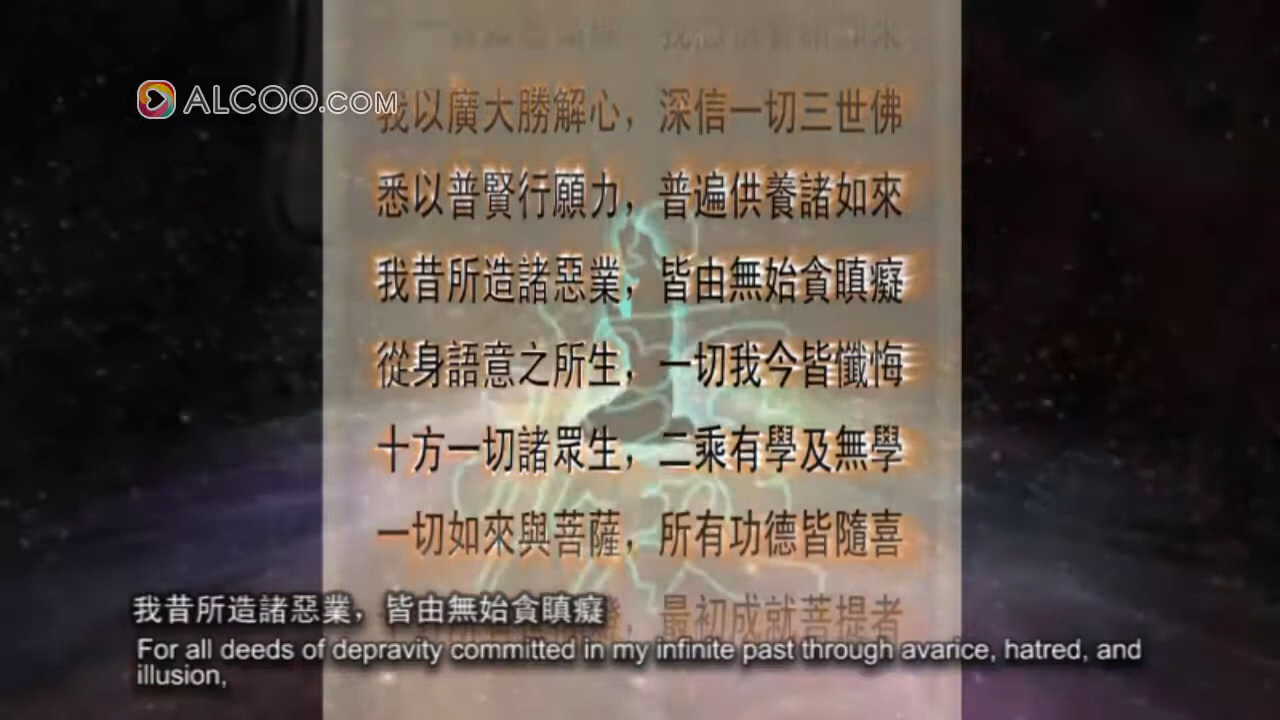 ALCOO.COM
我以廣大勝解心，深信一切三世佛
悉以普賢行願力，普遍供養諸如來
我昔所造諸惡業，皆由無始貪瞋癡
從身語意之所生，一切我今皆懺悔
十方一切諸眾生，二乘有學及無學
一切如來與菩薩，所有功德皆隨喜
最初成就菩提者
我昔所造諸惡業，皆由無始貪瞋癡
For all deeds of depravity committed in my infinite past through avarice, hatred, and
illusion,